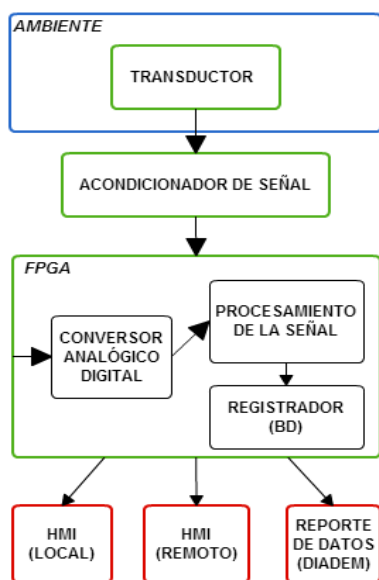 AMBIENTE
TRANSDUCTOR
ACONDICIONADOR DE SEÑAL
FPGA
CONVERSOR
ANALÓGICO
DIGITAL
PROCESAMIENTO
DE LA SEÑAL
REGISTRADOR
(BD)
HMI
(LOCAL)
HMI
(REMOTO)
REPORTE
DE DATOS
(DIADEM)